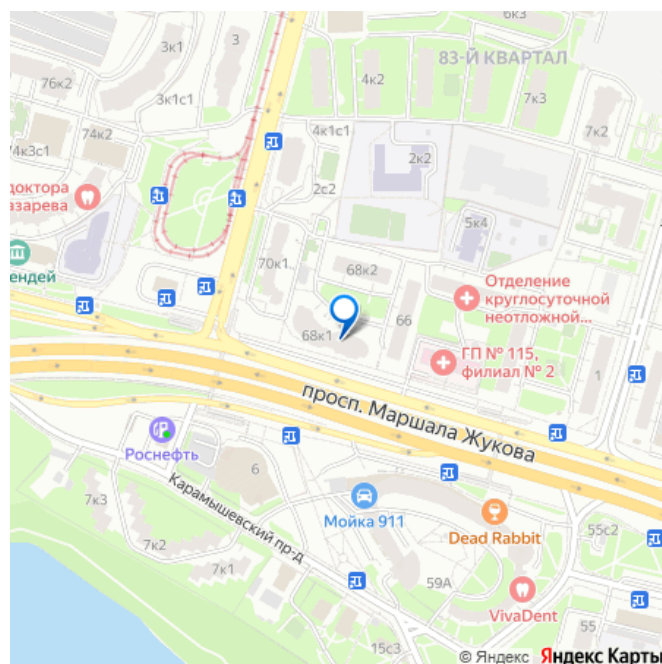 6к3
3к1
3
83-Й КВАРТАЛ
76к2
4к2
3к1с1
7к3
74к2
4к1с1
7к2
74к3с1
2к2
доктора
азарева
2с2
5к4
ендей
70к1
68к2
Отделение
круглосуточной
неотложной...
66
68к1
ГП № 115,
филиал № 2
1
просп. Маршала Жукова
Роснефть
6
Карамышевский пр-д
7к3
Мойка 911
Dead Rabbit
55с2
7к2
7к1
59А
VivaDent
55
15с3
© Яндекс Яндекс Карты